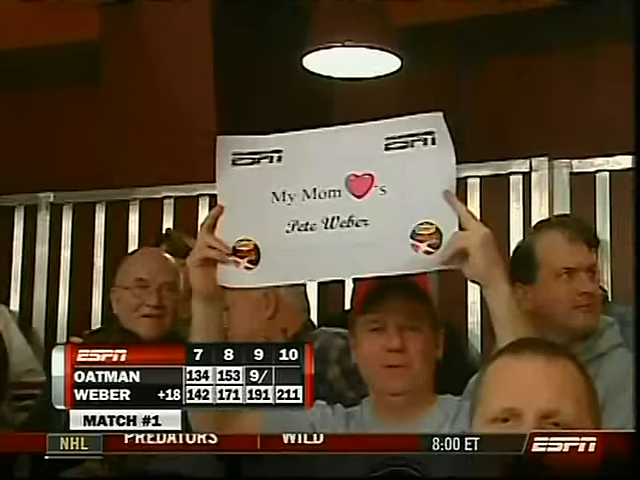 ESPN ESPN
My Mom ♥'s
Pete Weber
ESPN 7 8 9 10
OATMAN 134 153 9/
WEBER +18 142 171 191 211
MATCH #1
NHL PREDATORS WILD 8:00 ET ESPN